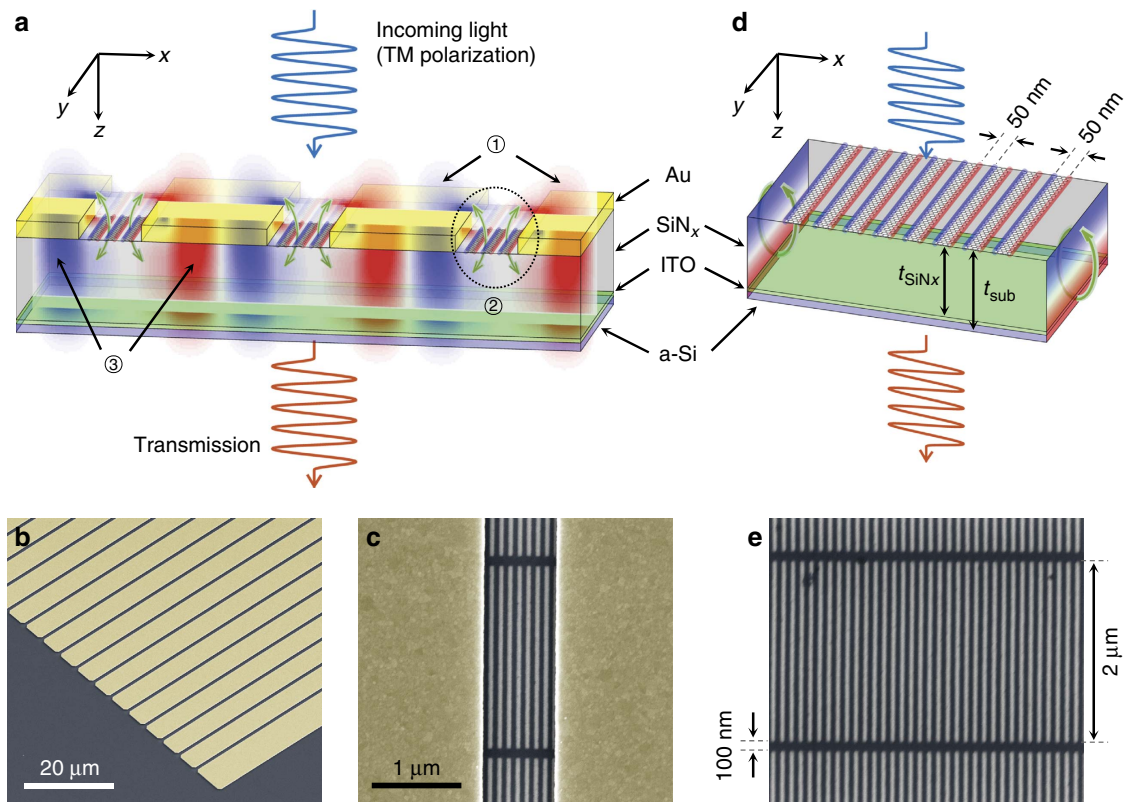 a
Incoming light
(TM polarization)
x
y
z
①
Au
SiNx
ITO
a-Si
②
③
Transmission
d
x
y
z
50 nm
50 nm
tSiNx
tsub
b
20 μm
c
1 μm
e
2 μm
100 nm